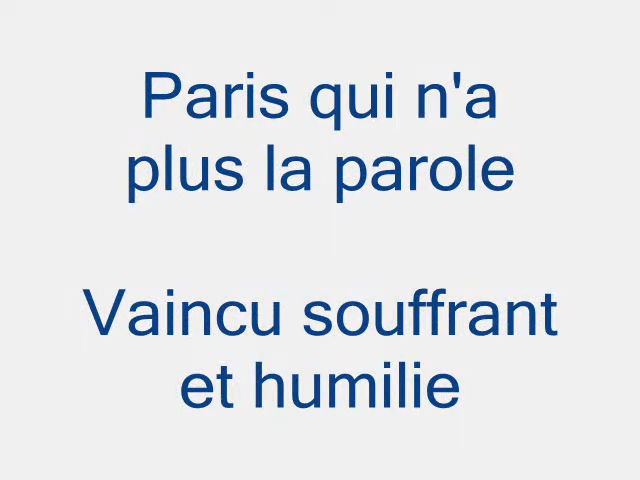 Paris qui n'a
plus la parole
Vaincu souffrant
et humilie